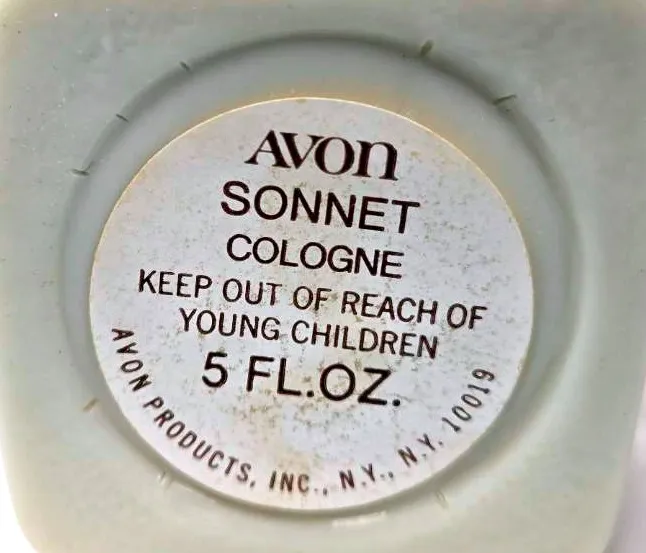 AVON
SONNET
COLOGNE
KEEP OUT OF REACH OF
YOUNG CHILDREN
5 FL.OZ.
AVON PRODUCTS, INC., N.Y., N.Y. 10019